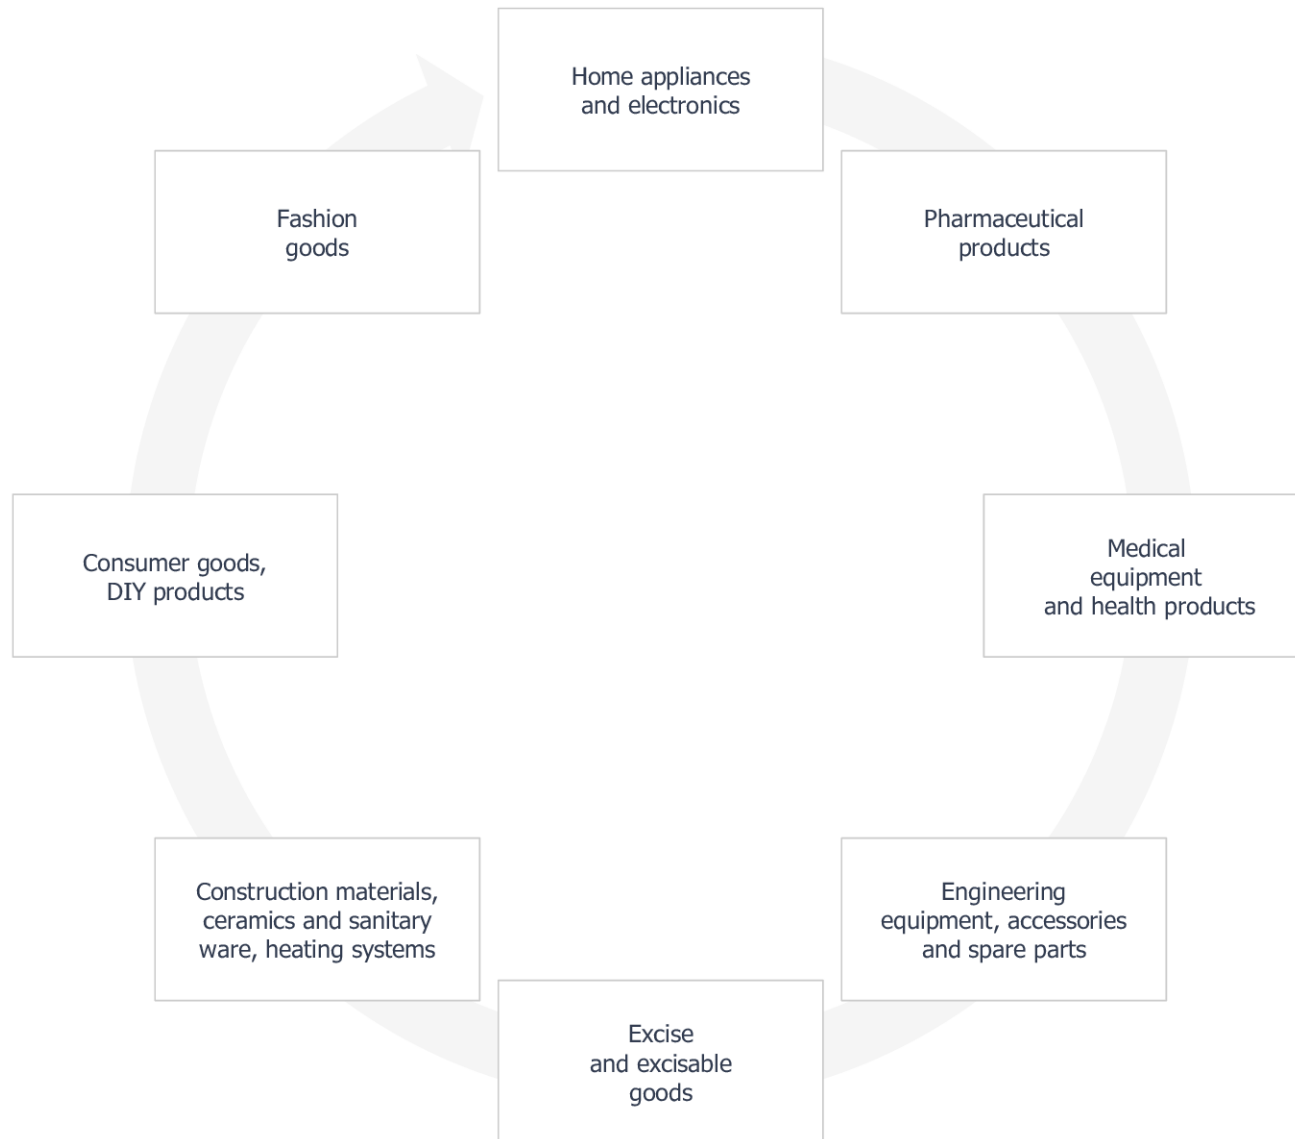 Home appliances
and electronics
Pharmaceutical
products
Medical
equipment
and health products
Engineering
equipment, accessories
and spare parts
Excise
and excisable
goods
Construction materials,
ceramics and sanitary
ware, heating systems
Consumer goods,
DIY products
Fashion
goods